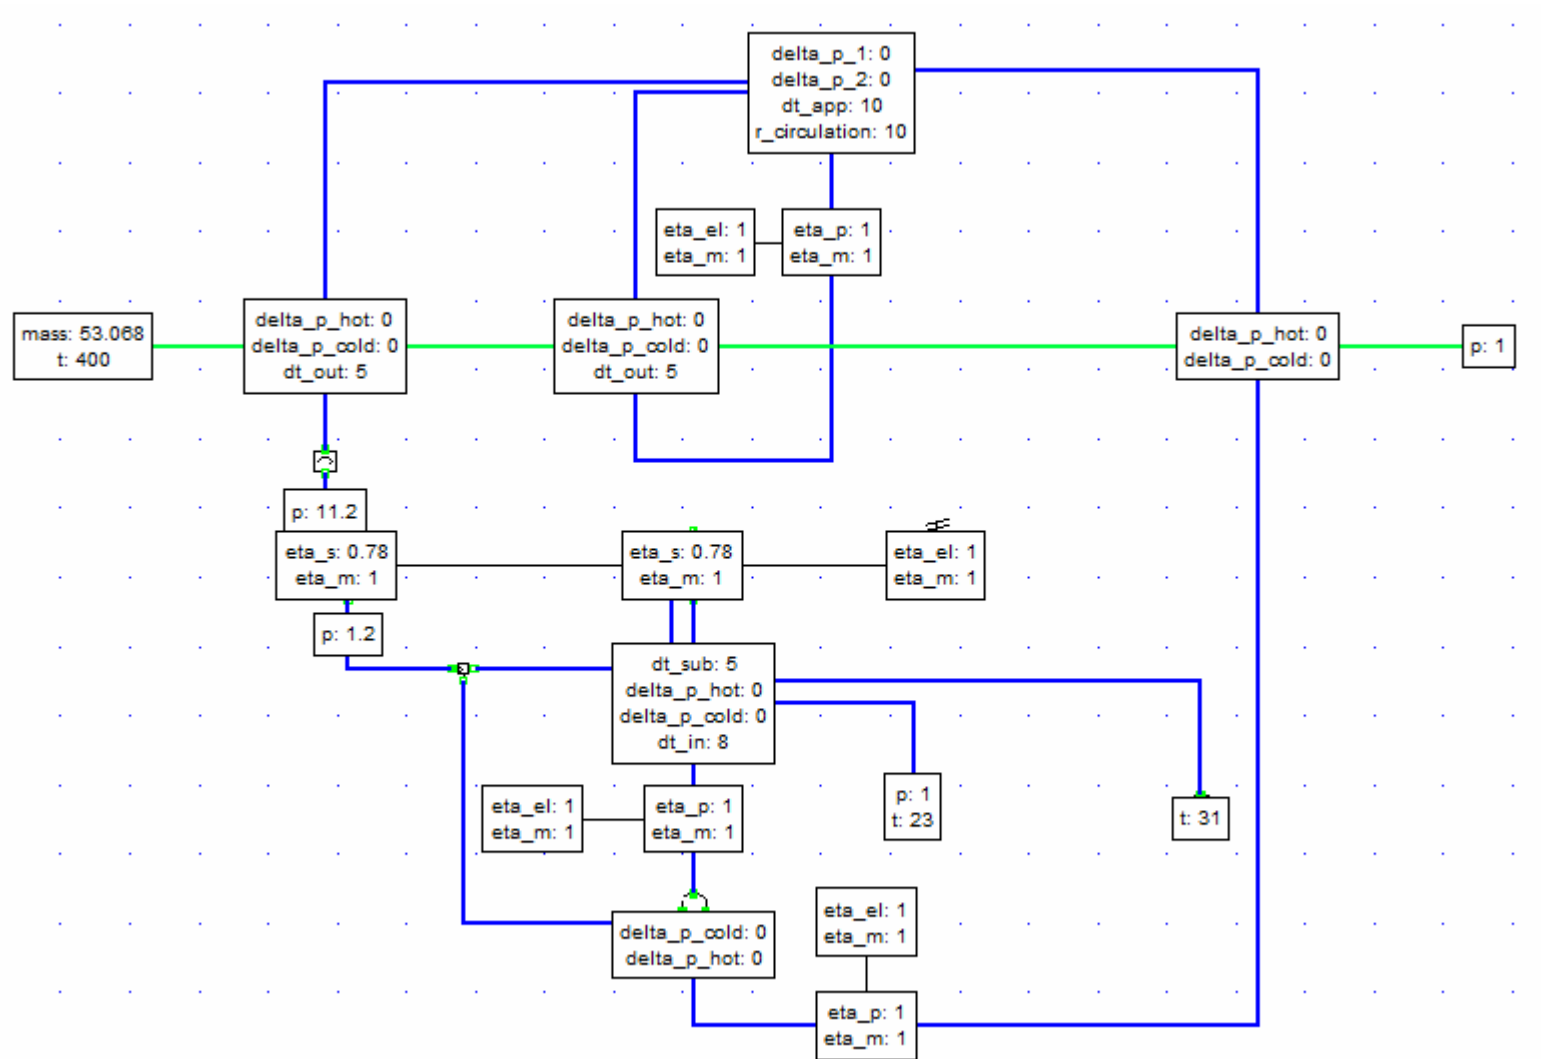 delta_p_1: 0
delta_p_2: 0
dt_app: 10
r_circulation: 10
eta_el: 1
eta_m: 1
eta_p: 1
eta_m: 1
mass: 53.068
t: 400
delta_p_hot: 0
delta_p_cold: 0
dt_out: 5
delta_p_hot: 0
delta_p_cold: 0
dt_out: 5
delta_p_hot: 0
delta_p_cold: 0
p: 1
p: 11.2
eta_s: 0.78
eta_m: 1
eta_s: 0.78
eta_m: 1
eta_el: 1
eta_m: 1
p: 1.2
dt_sub: 5
delta_p_hot: 0
delta_p_cold: 0
dt_in: 8
eta_el: 1
eta_m: 1
eta_p: 1
eta_m: 1
p: 1
t: 23
t: 31
delta_p_cold: 0
delta_p_hot: 0
eta_el: 1
eta_m: 1
eta_p: 1
eta_m: 1